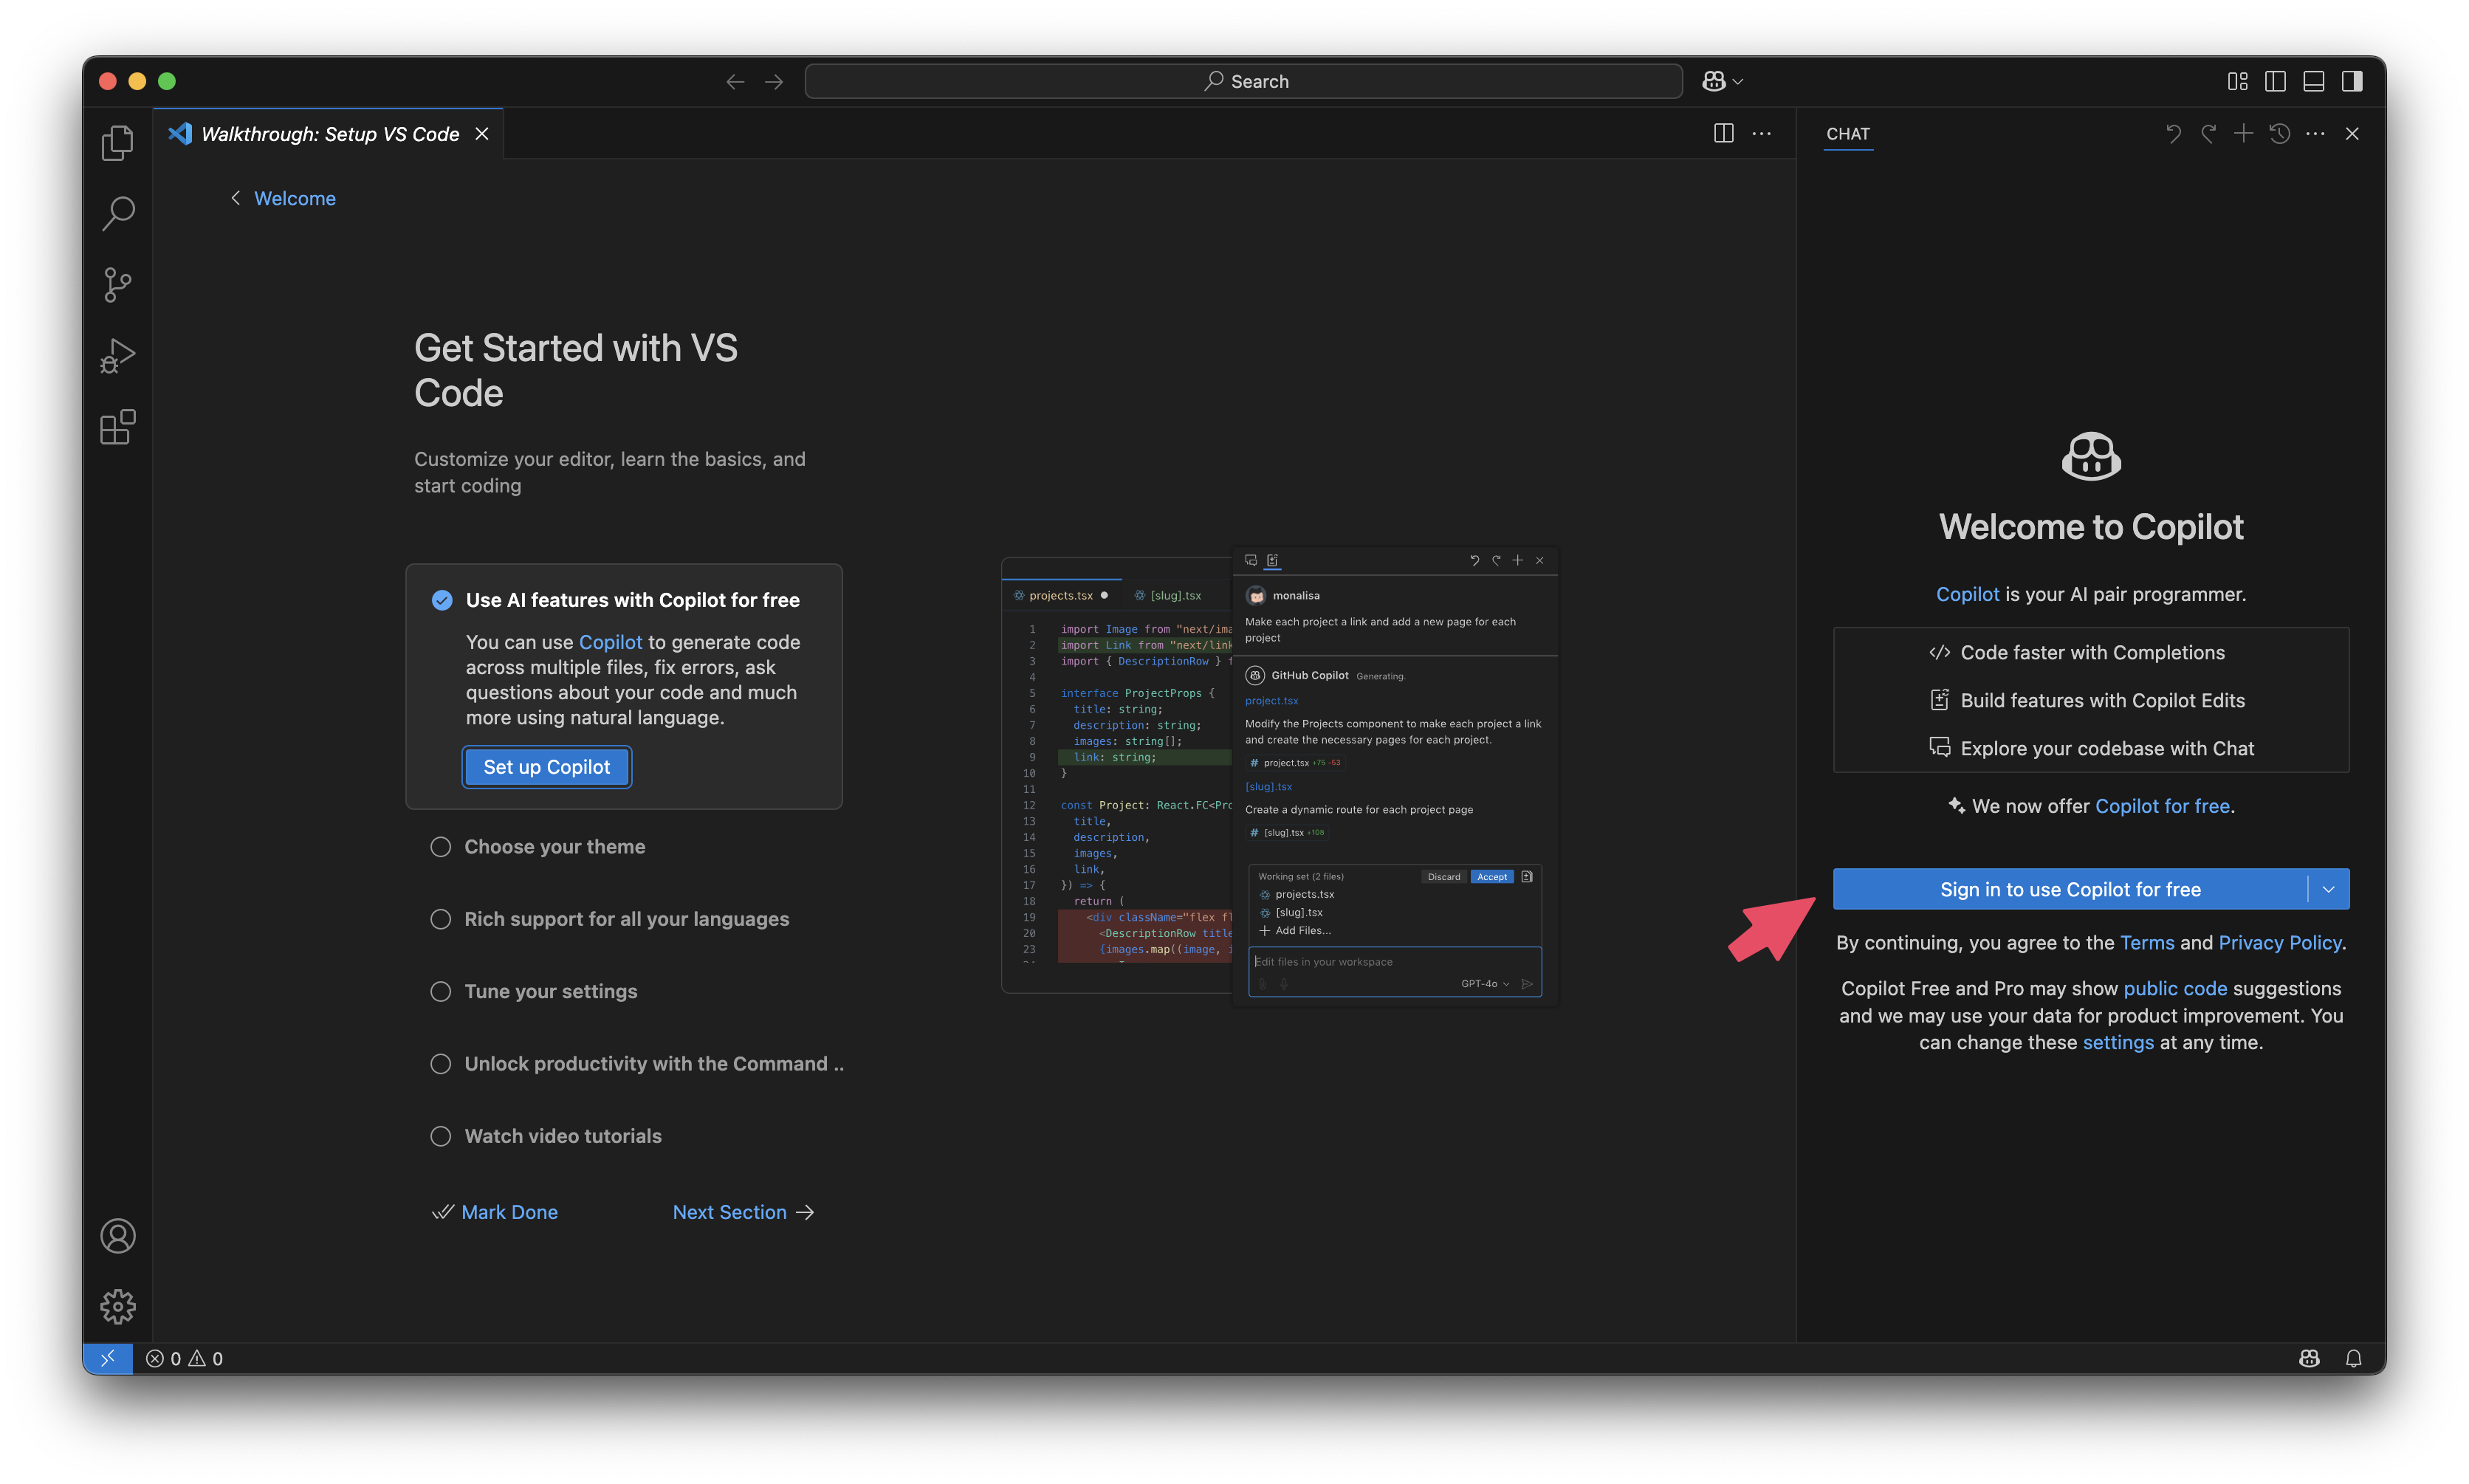 Search
Walkthrough: Setup VS Code
CHAT
Welcome
Get Started with VS
Code
Customize your editor, learn the basics, and
start coding
Use AI features with Copilot for free
You can use Copilot to generate code
across multiple files, fix errors, ask
questions about your code and much
more using natural language.
Set up Copilot
Choose your theme
Rich support for all your languages
Tune your settings
Unlock productivity with the Command ..
Watch video tutorials
Mark Done
Next Section
projects.tsx
[slug].tsx
1 import Image from "next/ima
2 import Link from "next/link
3 import { DescriptionRow } f
4
5 interface ProjectProps {
6 title: string;
7 description: string;
8 images: string[];
9 link: string;
10 }
11
12 const Project: React.FC<Pro
13 title,
14 description,
15 images,
16 link,
17 }) => {
18 return (
19 <div className="flex fl
20 <DescriptionRow title
23 {images.map((image, i
monalisa
Make each project a link and add a new page for each
project
GitHub Copilot Generating.
project.tsx
Modify the Projects component to make each project a link
and create the necessary pages for each project.
# project.tsx +75 -53
[slug].tsx
Create a dynamic route for each project page
# [slug].tsx +108
Working set (2 files)
Discard
Accept
projects.tsx
[slug].tsx
Add Files...
Edit files in your workspace
GPT-4o
Welcome to Copilot
Copilot is your AI pair programmer.
Code faster with Completions
Build features with Copilot Edits
Explore your codebase with Chat
We now offer Copilot for free.
Sign in to use Copilot for free
By continuing, you agree to the Terms and Privacy Policy.
Copilot Free and Pro may show public code suggestions
and we may use your data for product improvement. You
can change these settings at any time.
0 0